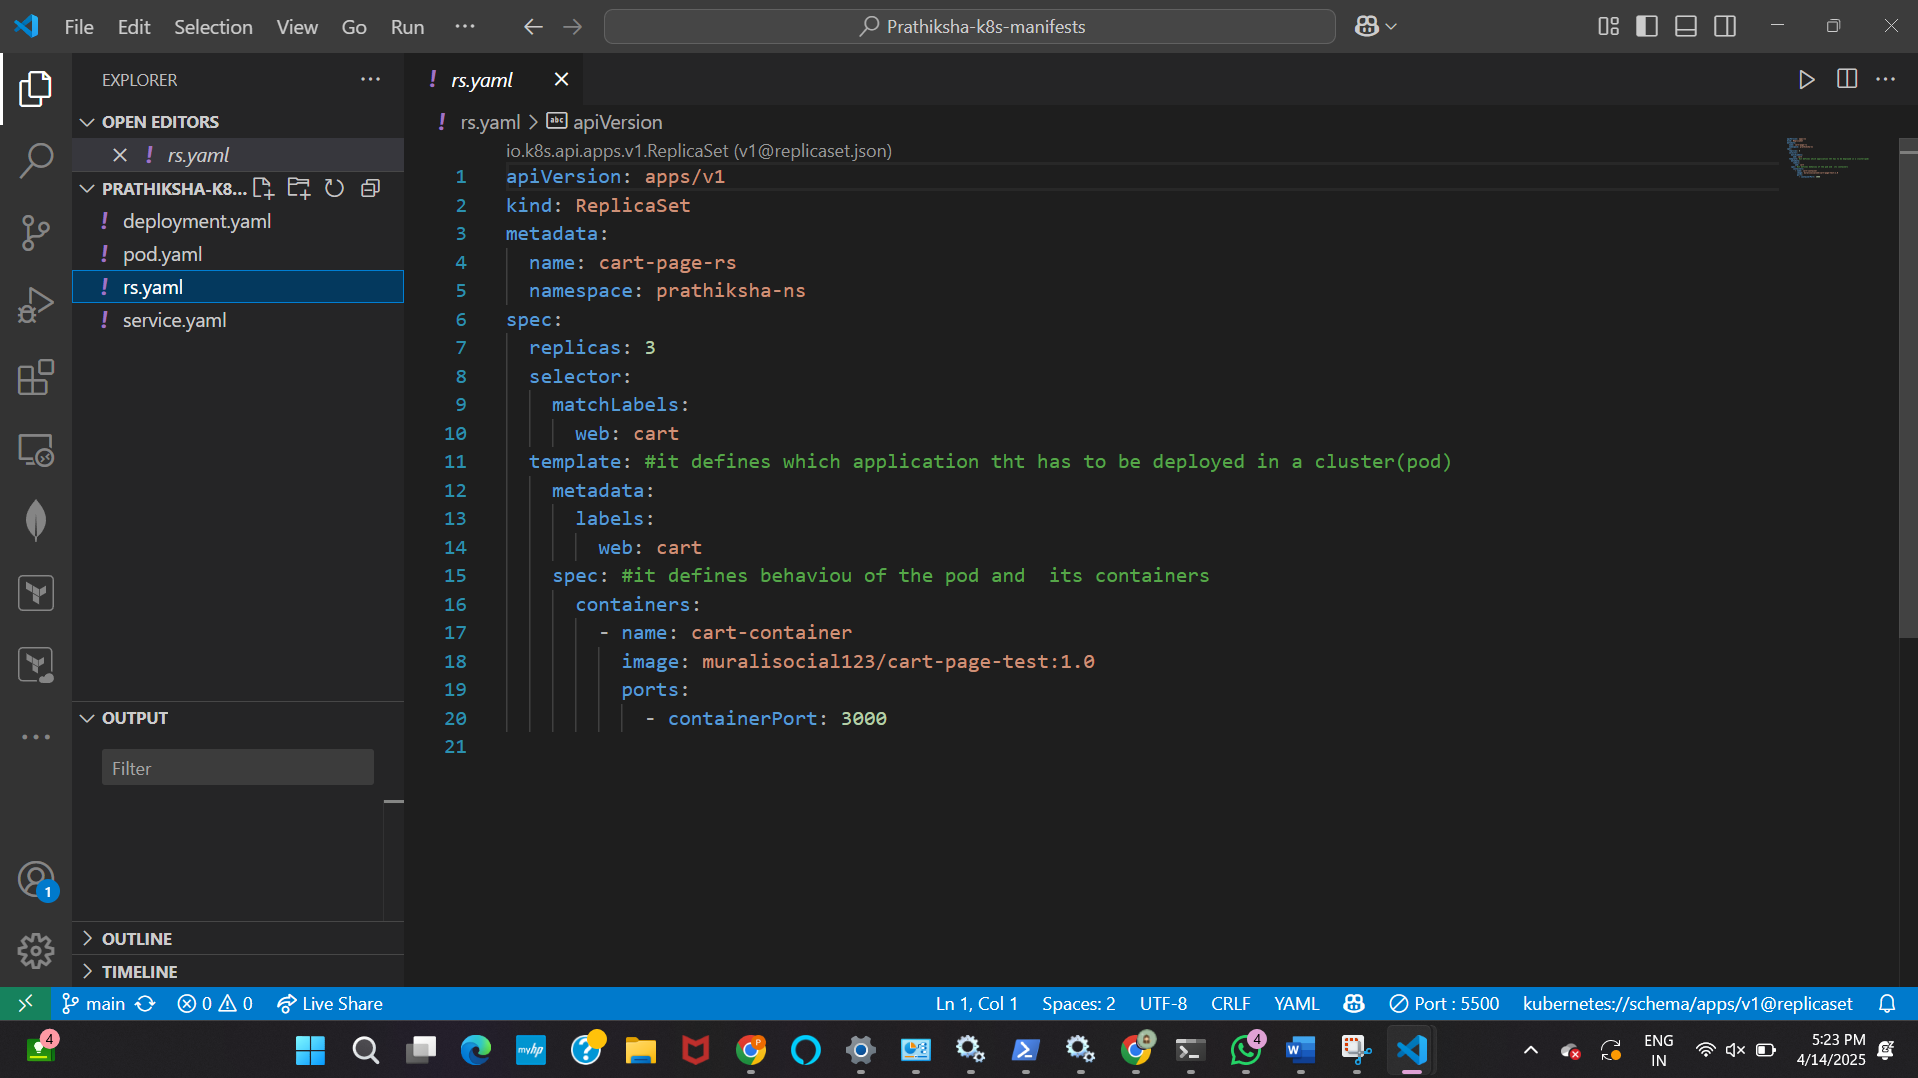 File Edit Selection View Go Run ··· Prathiksha-k8s-manifests
EXPLORER
OPEN EDITORS
! rs.yaml
PRATHIKSHA-K8...
! deployment.yaml
! pod.yaml
! rs.yaml
! service.yaml
OUTPUT
Filter
OUTLINE
TIMELINE
! rs.yaml
! rs.yaml > abc apiVersion
io.k8s.api.apps.v1.ReplicaSet (v1@replicaset.json)
1 apiVersion: apps/v1
2 kind: ReplicaSet
3 metadata:
4 name: cart-page-rs
5 namespace: prathiksha-ns
6 spec:
7 replicas: 3
8 selector:
9 matchLabels:
10 web: cart
11 template: #it defines which application tht has to be deployed in a cluster(pod)
12 metadata:
13 labels:
14 web: cart
15 spec: #it defines behaviou of the pod and  its containers
16 containers:
17 - name: cart-container
18 image: muralisocial123/cart-page-test:1.0
19 ports:
20 - containerPort: 3000
21
1
main 0 0 Live Share Ln 1, Col 1 Spaces: 2 UTF-8 CRLF YAML Port : 5500 kubernetes://schema/apps/v1@replicaset
4 myhp ? P 4 W ENG
IN
5:23 PM
4/14/2025